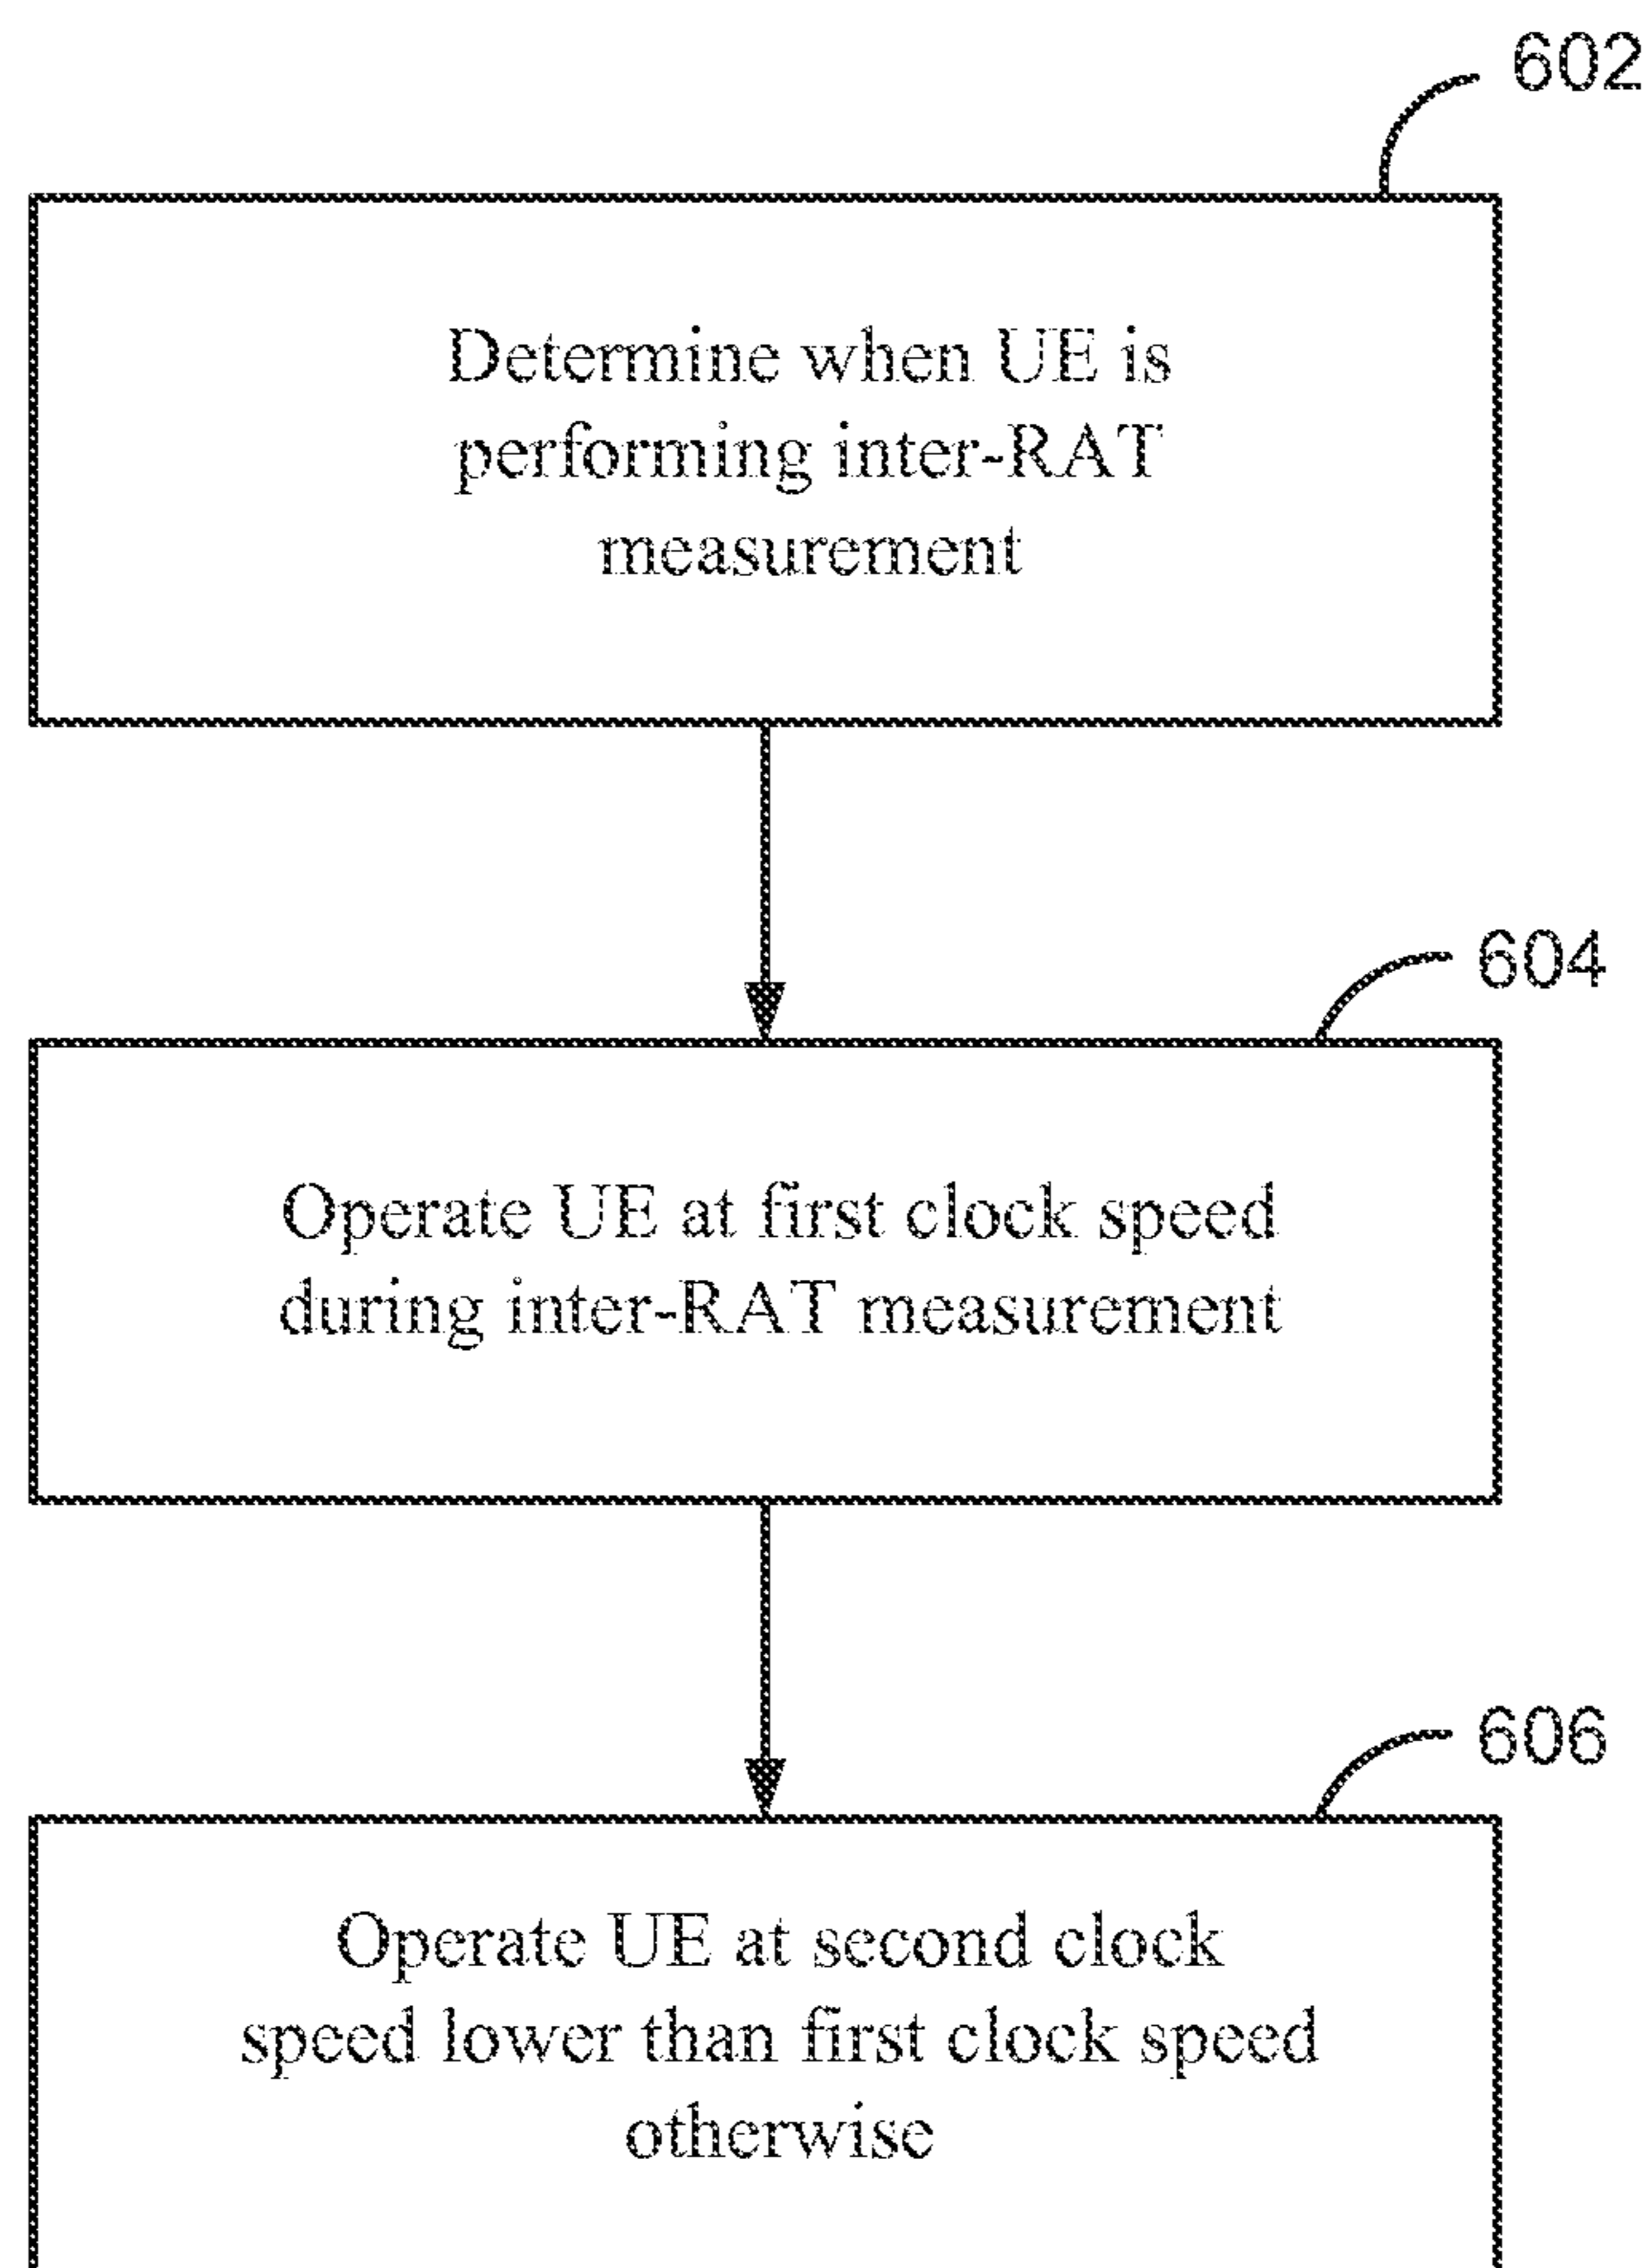 602
Determine when UE is
performing inter-RAT
measurement
604
Operate UE at first clock speed
during inter-RAT measurement
606
Operate UE at second clock
speed lower than first clock speed
otherwise